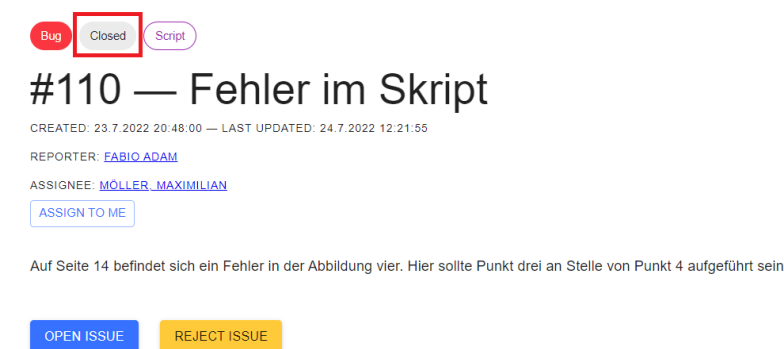 Bug Closed Script
#110 — Fehler im Skript
CREATED: 23.7.2022 20:48:00 — LAST UPDATED: 24.7.2022 12:21:55
REPORTER: FABIO ADAM
ASSIGNEE: MÖLLER, MAXIMILIAN
ASSIGN TO ME
Auf Seite 14 befindet sich ein Fehler in der Abbildung vier. Hier sollte Punkt drei an Stelle von Punkt 4 aufgeführt sein
OPEN ISSUE REJECT ISSUE